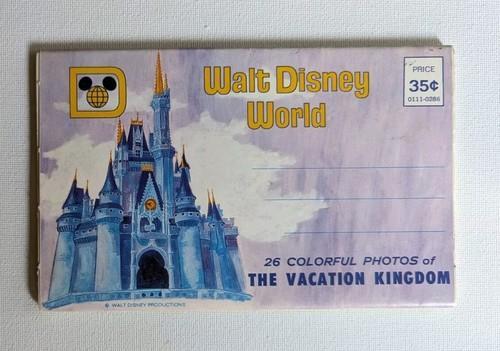 Walt Disney
World
PRICE
35¢
0111-0286
26 COLORFUL PHOTOS of
THE VACATION KINGDOM
© WALT DISNEY PRODUCTIONS